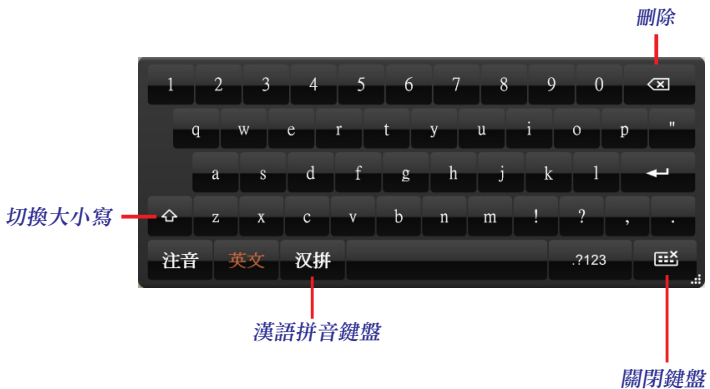 刪除
1 2 3 4 5 6 7 8 9 0
q w e r t y u i o p "
a s d f g h j k l
切換大小寫
z x c v b n m ! ? , .
注音 英文 汉拼 .?123
漢語拼音鍵盤
關閉鍵盤